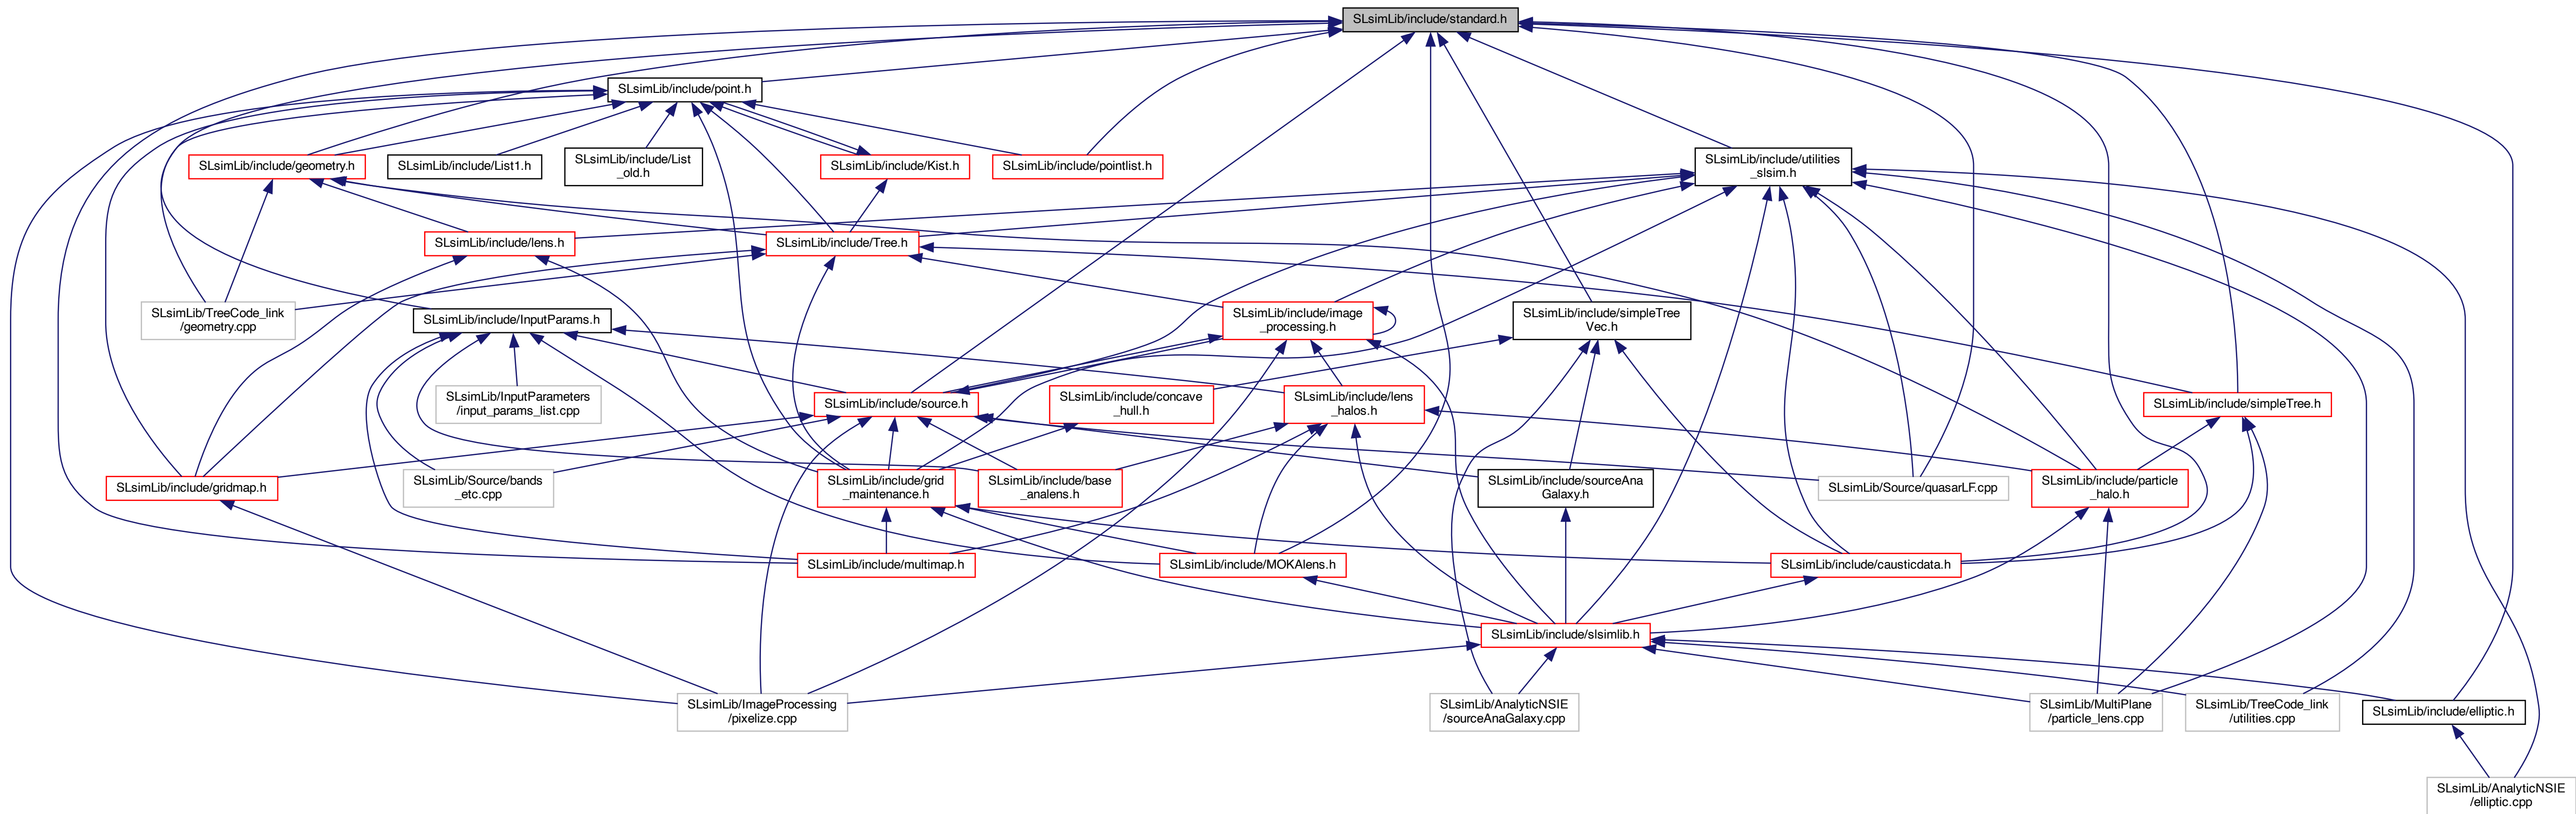 SLsimLib/include/standard.h
SLsimLib/include/point.h
SLsimLib/include/geometry.h
SLsimLib/include/List1.h
SLsimLib/include/List
_old.h
SLsimLib/include/Kist.h
SLsimLib/include/pointlist.h
SLsimLib/include/utilities
_slsim.h
SLsimLib/include/lens.h
SLsimLib/include/Tree.h
SLsimLib/TreeCode_link
/geometry.cpp
SLsimLib/include/InputParams.h
SLsimLib/include/image
_processing.h
SLsimLib/include/simpleTree
Vec.h
SLsimLib/InputParameters
/input_params_list.cpp
SLsimLib/include/source.h
SLsimLib/include/concave
_hull.h
SLsimLib/include/lens
_halos.h
SLsimLib/include/simpleTree.h
SLsimLib/include/gridmap.h
SLsimLib/Source/bands
_etc.cpp
SLsimLib/include/grid
_maintenance.h
SLsimLib/include/base
_analens.h
SLsimLib/include/sourceAna
Galaxy.h
SLsimLib/Source/quasarLF.cpp
SLsimLib/include/particle
_halo.h
SLsimLib/include/multimap.h
SLsimLib/include/MOKAlens.h
SLsimLib/include/causticdata.h
SLsimLib/include/slsimlib.h
SLsimLib/ImageProcessing
/pixelize.cpp
SLsimLib/AnalyticNSIE
/sourceAnaGalaxy.cpp
SLsimLib/MultiPlane
/particle_lens.cpp
SLsimLib/TreeCode_link
/utilities.cpp
SLsimLib/include/elliptic.h
SLsimLib/AnalyticNSIE
/elliptic.cpp